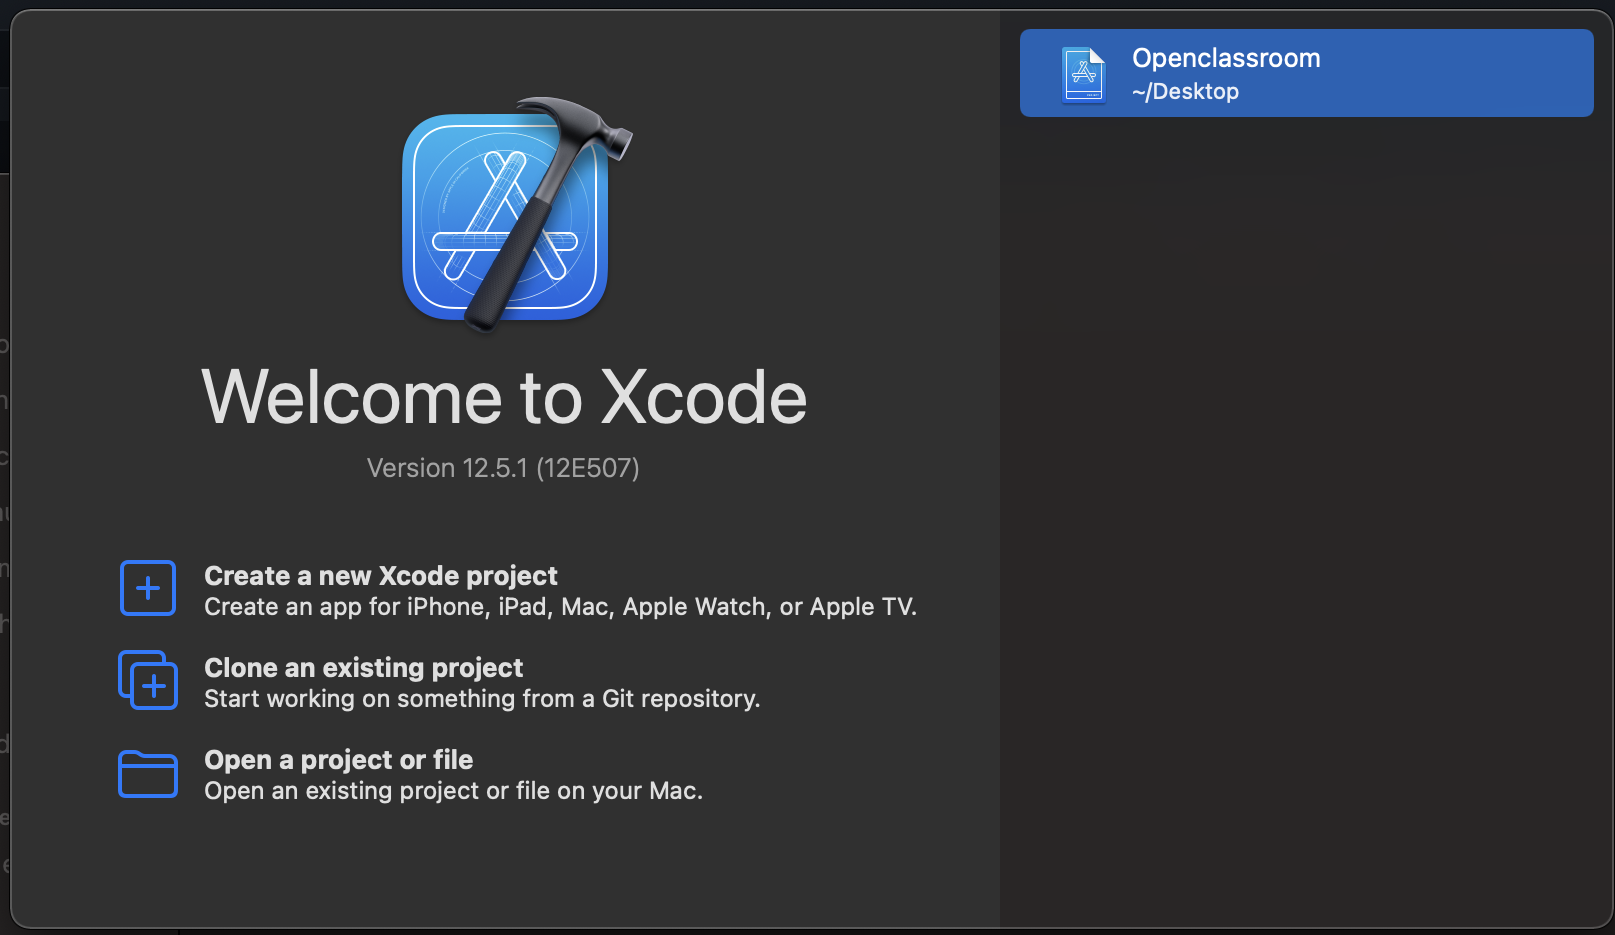 Welcome to Xcode
Version 12.5.1 (12E507)
Create a new Xcode project
Create an app for iPhone, iPad, Mac, Apple Watch, or Apple TV.
Clone an existing project
Start working on something from a Git repository.
Open a project or file
Open an existing project or file on your Mac.
Openclassroom
~/Desktop